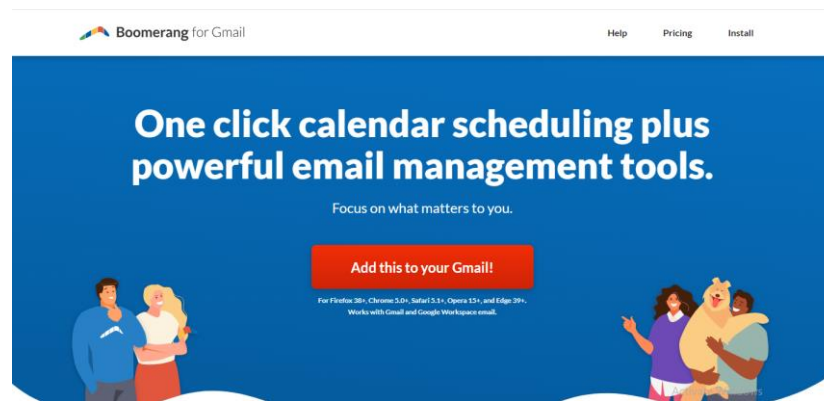 Boomerang for Gmail
Help Pricing Install
One click calendar scheduling plus
powerful email management tools.
Focus on what matters to you.
Add this to your Gmail!
For Firefox 38+, Chrome 5.0+, Safari 5.1+, Opera 15+, and Edge 39+.
Works with Gmail and Google Workspace email.